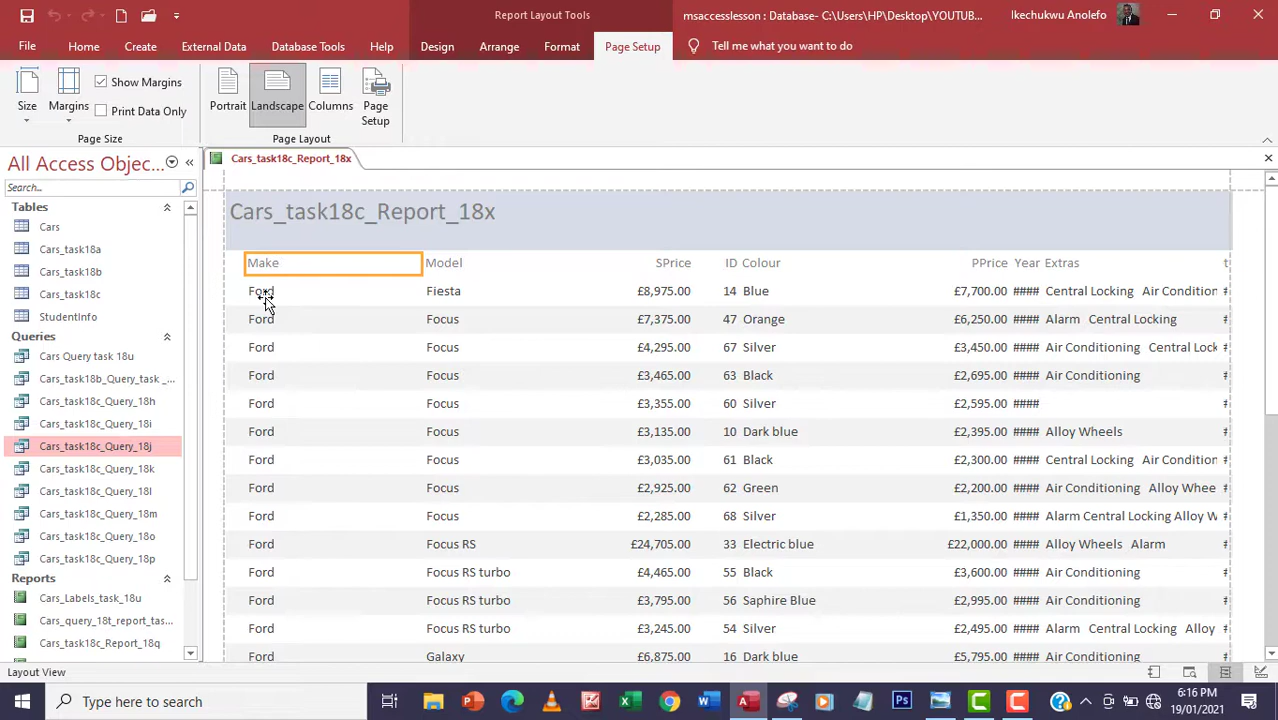 Report Layout Tools
msaccesslesson : Database- C:\Users\HP\Desktop\YOUTUB...
Ikechukwu Anolefo
File Home Create External Data Database Tools Help Design Arrange Format Page Setup Tell me what you want to do
Show Margins
Print Data Only
Size Margins Portrait Landscape Columns Page Setup
Page Size Page Layout
All Access Objec...
Cars_task18c_Report_18x
Search...
Tables
Cars
Cars_task18a
Cars_task18b
Cars_task18c
StudentInfo
Queries
Cars Query task 18u
Cars_task18b_Query_task _...
Cars_task18c_Query_18h
Cars_task18c_Query_18i
Cars_task18c_Query_18j
Cars_task18c_Query_18k
Cars_task18c_Query_18l
Cars_task18c_Query_18m
Cars_task18c_Query_18o
Cars_task18c_Query_18p
Reports
Cars_Labels_task_18u
Cars_query_18t_report_tas...
Cars_task18c_Report_18q
Cars_task18c_Report_18x
Make Model SPrice ID Colour PPrice Year Extras t
Ford Fiesta £8,975.00 14 Blue £7,700.00 #### Central Locking Air Condition
Ford Focus £7,375.00 47 Orange £6,250.00 #### Alarm Central Locking #
Ford Focus £4,295.00 67 Silver £3,450.00 #### Air Conditioning Central Lock
Ford Focus £3,465.00 63 Black £2,695.00 #### Air Conditioning #
Ford Focus £3,355.00 60 Silver £2,595.00 #### #
Ford Focus £3,135.00 10 Dark blue £2,395.00 #### Alloy Wheels #
Ford Focus £3,035.00 61 Black £2,300.00 #### Central Locking Air Condition #
Ford Focus £2,925.00 62 Green £2,200.00 #### Air Conditioning Alloy Whee #
Ford Focus £2,285.00 68 Silver £1,350.00 #### Alarm Central Locking Alloy W #
Ford Focus RS £24,705.00 33 Electric blue £22,000.00 #### Alloy Wheels Alarm #
Ford Focus RS turbo £4,465.00 55 Black £3,600.00 #### Air Conditioning #
Ford Focus RS turbo £3,795.00 56 Saphire Blue £2,995.00 #### Air Conditioning #
Ford Focus RS turbo £3,245.00 54 Silver £2,495.00 #### Alarm Central Locking Alloy #
Ford Galaxy £6,875.00 16 Dark blue £5,795.00 #### Air Conditioning #
Layout View
Type here to search
6:16 PM
19/01/2021